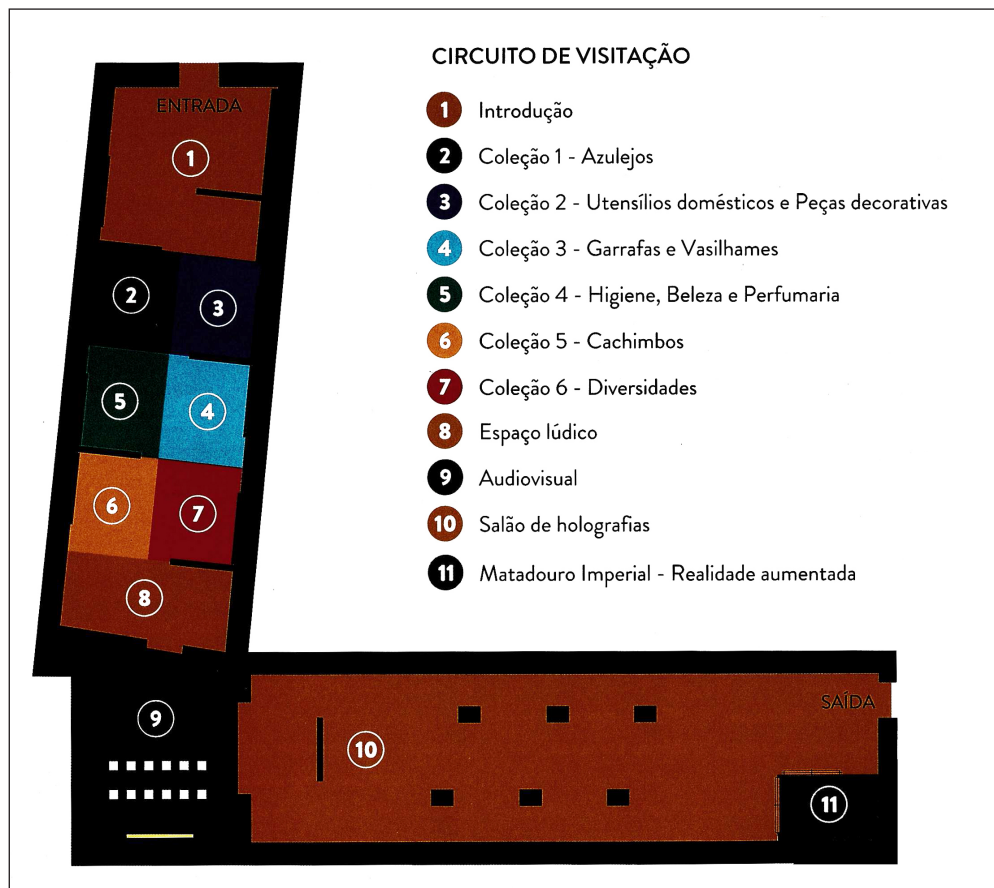 CIRCUITO DE VISITAÇÃO
1 Introdução
2 Coleção 1 - Azulejos
3 Coleção 2 - Utensílios domésticos e Peças decorativas
4 Coleção 3 - Garrafas e Vasilhames
5 Coleção 4 - Higiene, Beleza e Perfumaria
6 Coleção 5 - Cachimbos
7 Coleção 6 - Diversidades
8 Espaço lúdico
9 Audiovisual
10 Salão de holografias
11 Matadouro Imperial - Realidade aumentada
ENTRADA
1
2
3
5
4
6
7
8
9
10
SAÍDA
11